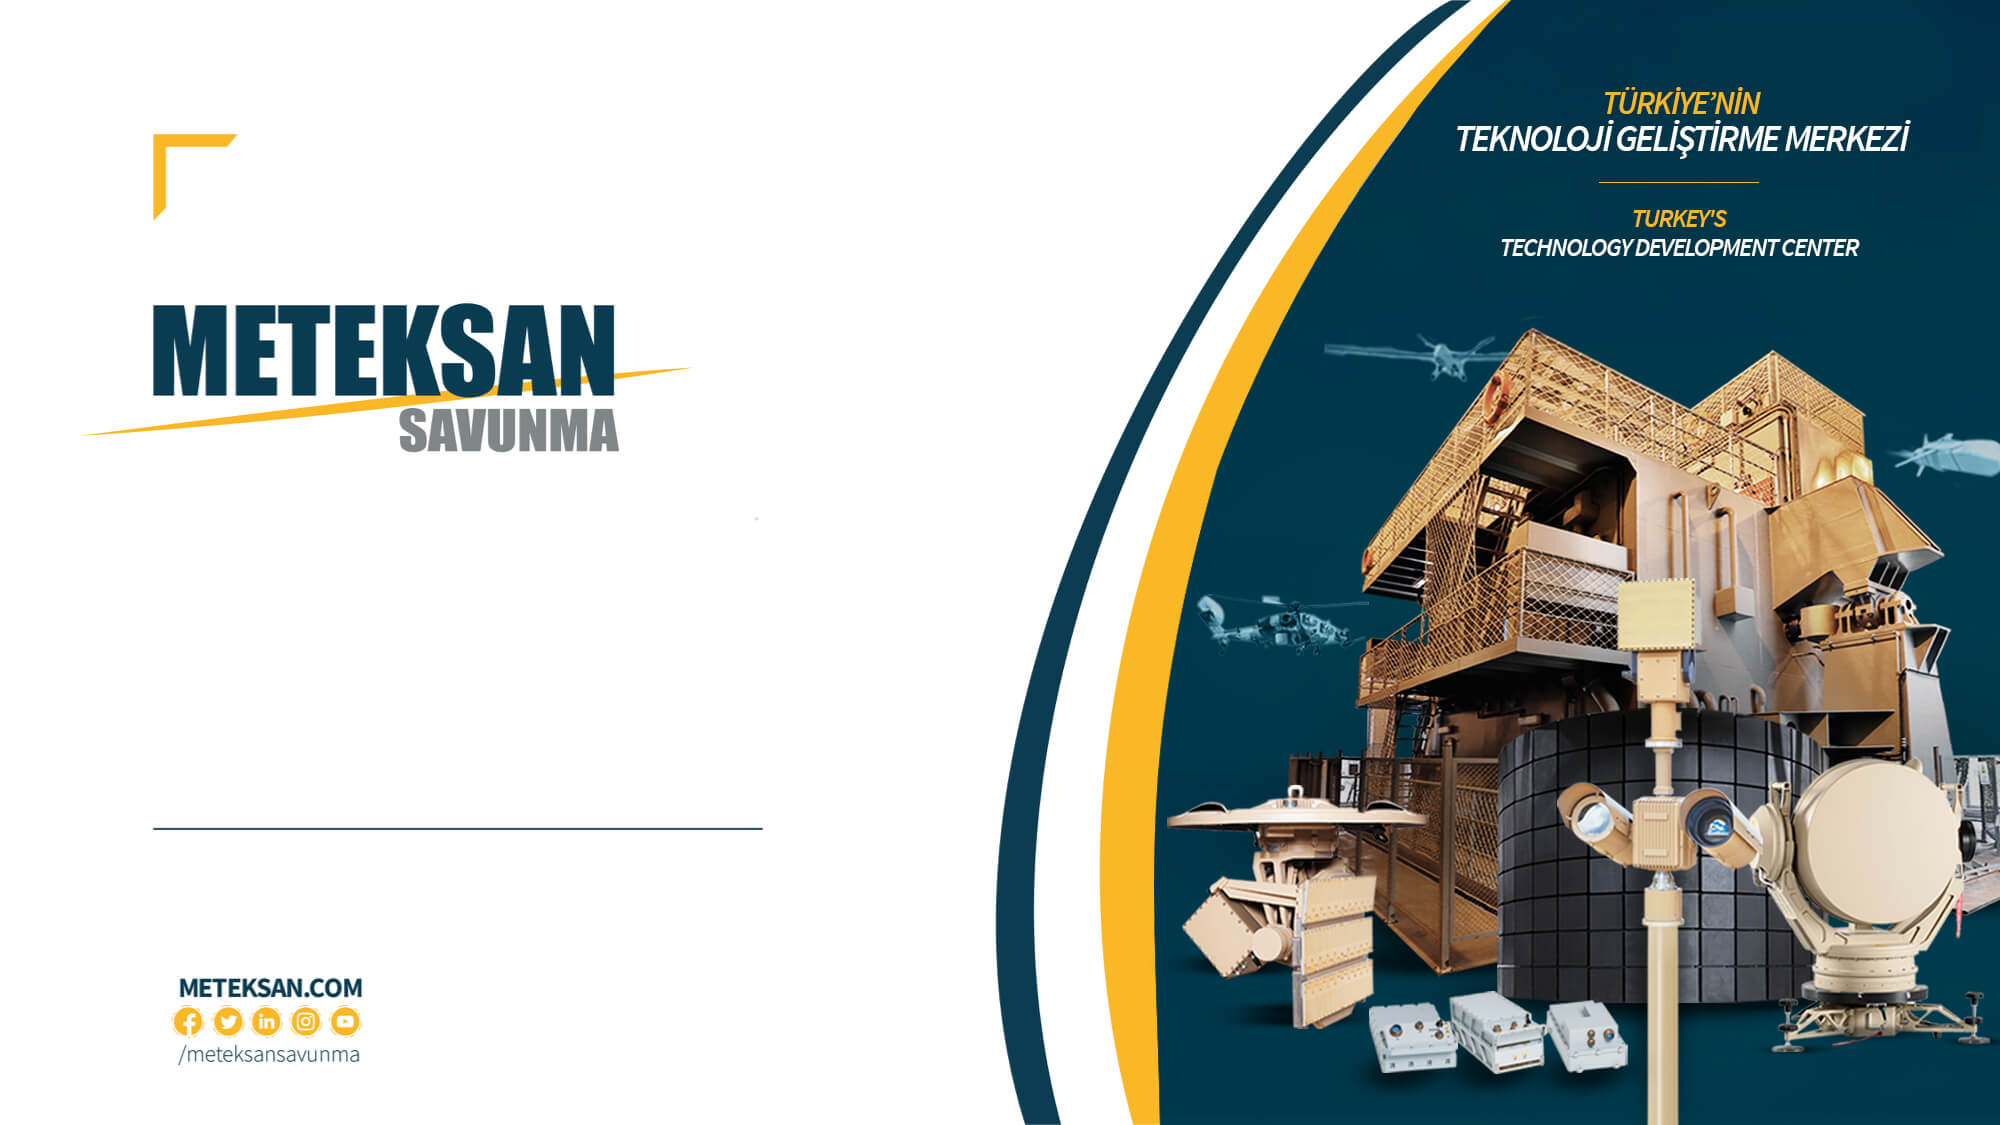 METEKSAN
SAVUNMA
METEKSAN.COM
/meteksansavunma
TÜRKİYE’NİN
TEKNOLOJİ GELİŞTİRME MERKEZİ
TURKEY'S
TECHNOLOGY DEVELOPMENT CENTER